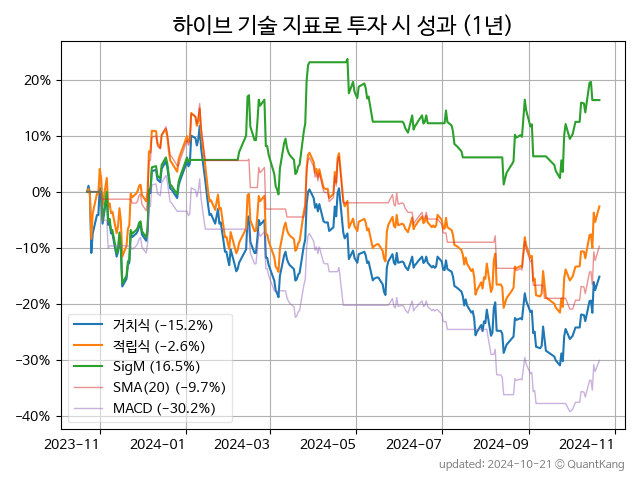 하이브 기술 지표로 투자 시 성과 (1년)
20%
10%
0%
−10%
−20%
−30%
−40%
거치식 (−15.2%)
적립식 (−2.6%)
SigM (16.5%)
SMA(20) (−9.7%)
MACD (−30.2%)
2023-11
2024-01
2024-03
2024-05
2024-07
2024-09
2024-11
updated: 2024-10-21 © QuantKang